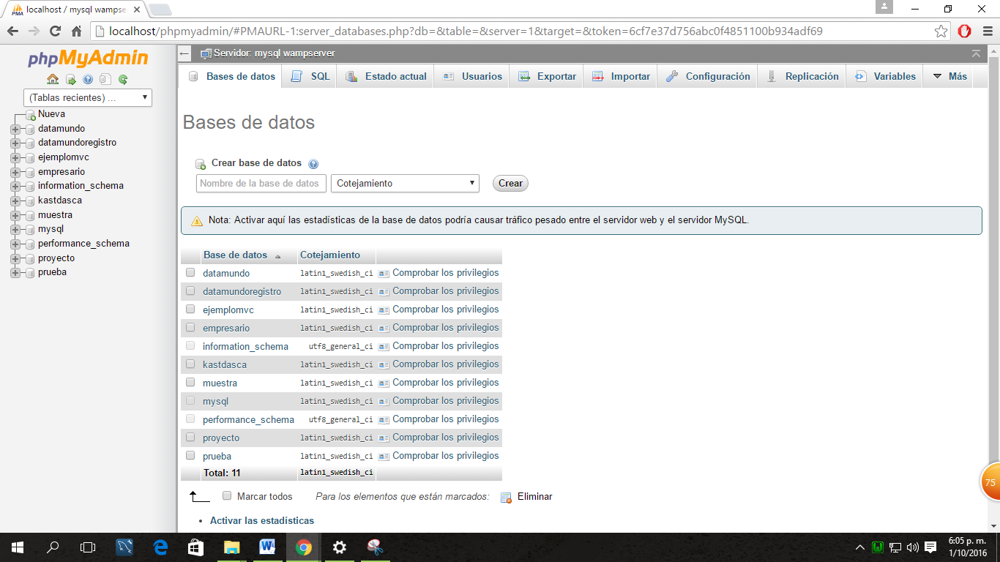 localhost / mysql wampse
localhost/phpmyadmin/#PMAURL-1:server_databases.php?db=&table=&server=1&target=&token=6cf7e37d756abc0f4851100b934adf69
phpMyAdmin
(Tablas recientes) ...
Nueva
datamundo
datamundoregistro
ejemplomvc
empresario
information_schema
kastdasca
muestra
mysql
performance_schema
proyecto
prueba
Servidor: mysql wampserver
Bases de datos SQL Estado actual Usuarios Exportar Importar Configuración Replicación Variables Más
Bases de datos
Crear base de datos
Nombre de la base de datos Cotejamiento Crear
Nota: Activar aquí las estadísticas de la base de datos podría causar tráfico pesado entre el servidor web y el servidor MySQL.
Base de datos Cotejamiento
datamundo latin1_swedish_ci Comprobar los privilegios
datamundoregistro latin1_swedish_ci Comprobar los privilegios
ejemplomvc latin1_swedish_ci Comprobar los privilegios
empresario latin1_swedish_ci Comprobar los privilegios
information_schema utf8_general_ci Comprobar los privilegios
kastdasca latin1_swedish_ci Comprobar los privilegios
muestra latin1_swedish_ci Comprobar los privilegios
mysql latin1_swedish_ci Comprobar los privilegios
performance_schema utf8_general_ci Comprobar los privilegios
proyecto latin1_swedish_ci Comprobar los privilegios
prueba latin1_swedish_ci Comprobar los privilegios
Total: 11 latin1_swedish_ci
Marcar todos Para los elementos que están marcados: Eliminar
Activar las estadísticas
75
6:05 p. m.
1/10/2016